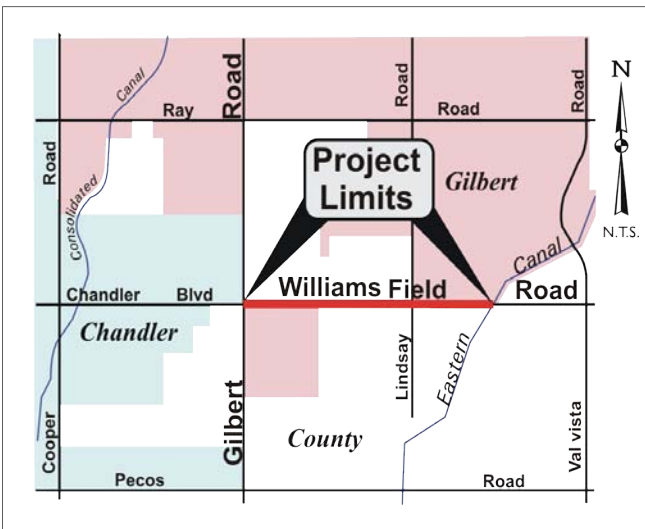 Canal
Road
Road
Road
Ray
Road
N
Road
Project
Limits
Gilbert
Consolidated
N.T.S.
Canal
Williams Field Road
Chandler Blvd
Chandler
Lindsay
Eastern
Gilbert
County
Cooper
Val vista
Pecos
Road